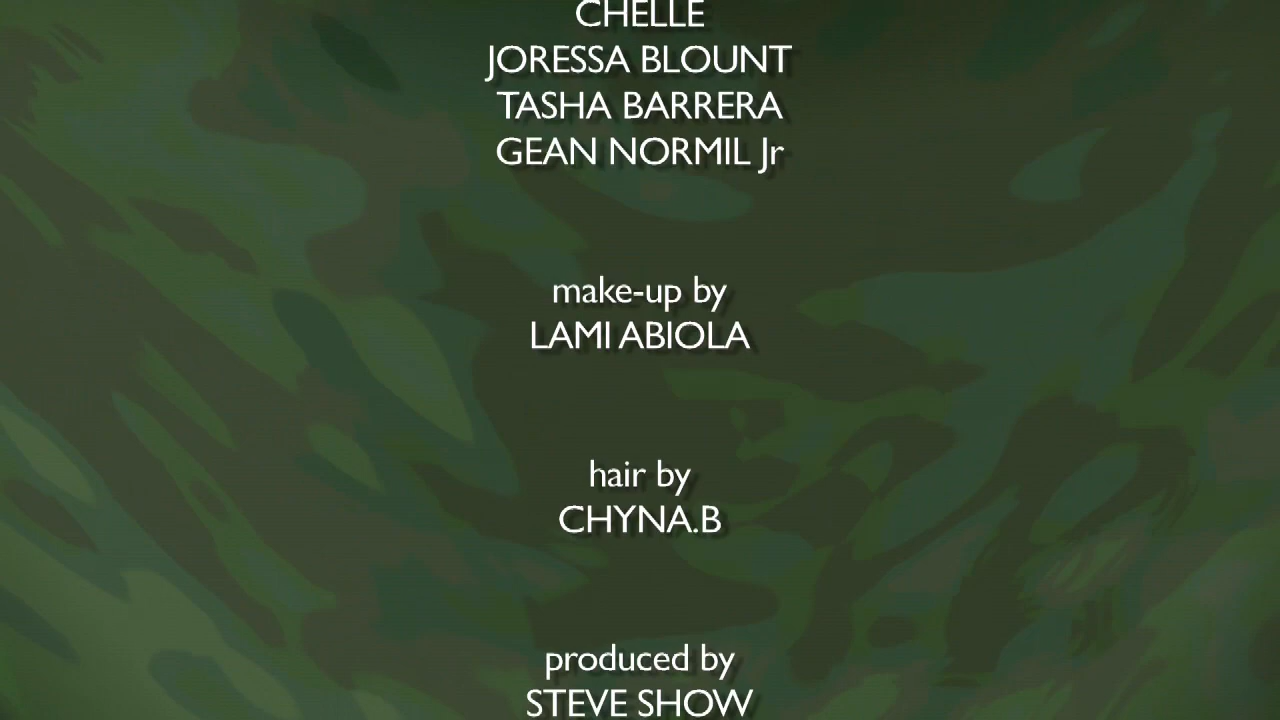 CHELLE
JORESSA BLOUNT
TASHA BARRERA
GEAN NORMIL Jr
make-up by
LAMI ABIOLA
hair by
CHYNA.B
produced by
STEVE SHOW